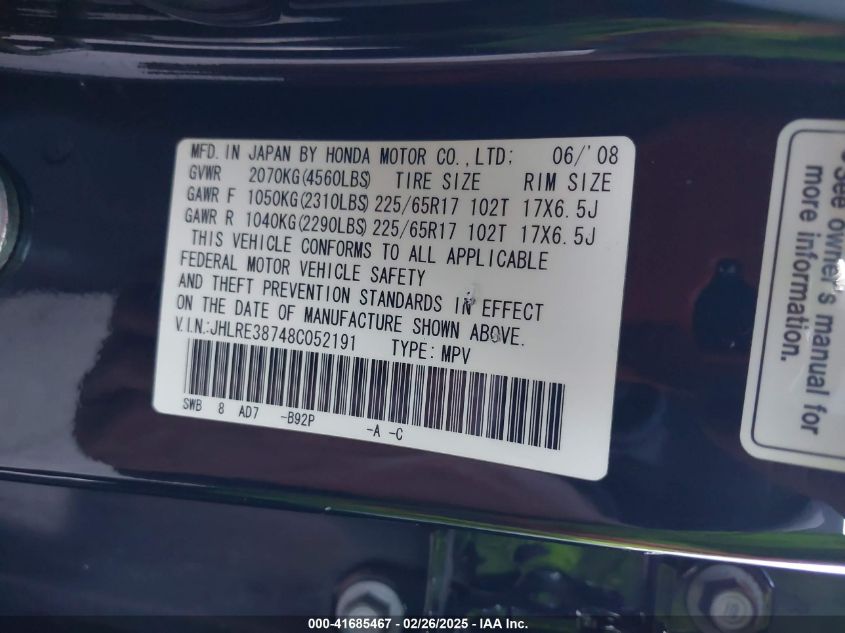 MFD. IN JAPAN BY HONDA MOTOR CO., LTD: 06/'08
GVWR 2070KG(4560LBS) TIRE SIZE RIM SIZE
GAWR F 1050KG(2310LBS) 225/65R17 102T 17X6.5J
GAWR R 1040KG(2290LBS) 225/65R17 102T 17X6.5J
THIS VEHICLE CONFORMS TO ALL APPLICABLE
FEDERAL MOTOR VEHICLE SAFETY
AND THEFT PREVENTION STANDARDS IN EFFECT
ON THE DATE OF MANUFACTURE SHOWN ABOVE.
V.I.N.:JHLRE38748C052191 TYPE: MPV
SWB 8 AD7 -B92P -A -C
See owner's manual for
more information.
000-41685467 - 02/26/2025 - IAA Inc.